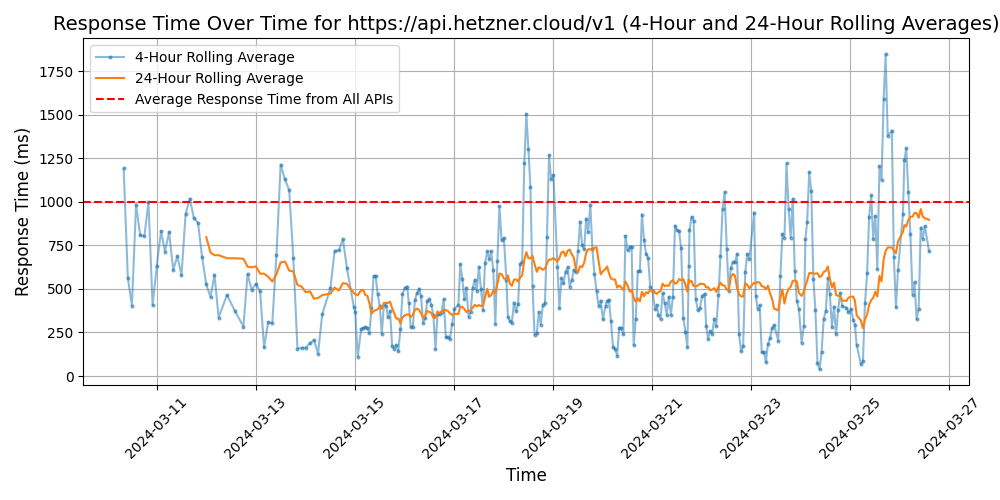 Response Time Over Time for https://api.hetzner.cloud/v1 (4-Hour and 24-Hour Rolling Averages)
4-Hour Rolling Average
24-Hour Rolling Average
Average Response Time from All APIs
Response Time (ms)
1750
1500
1250
1000
750
500
250
0
2024-03-11
2024-03-13
2024-03-15
2024-03-17
2024-03-19
2024-03-21
2024-03-23
2024-03-25
2024-03-27
Time